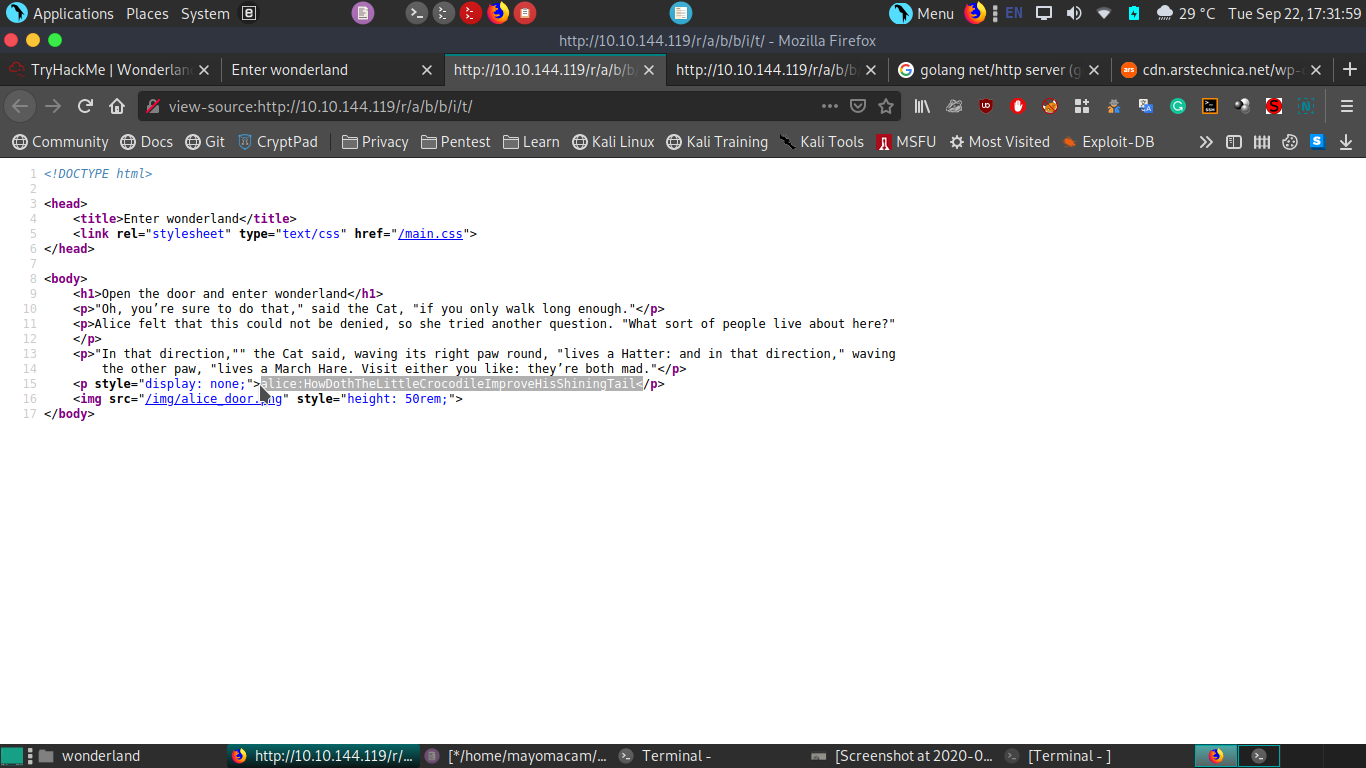 Applications Places System Menu EN 29 °C Tue Sep 22, 17:31:59
http://10.10.144.119/r/a/b/b/i/t/ - Mozilla Firefox
TryHackMe | Wonderlan Enter wonderland http://10.10.144.119/r/a/b/b http://10.10.144.119/r/a/b/b golang net/http server (g cdn.arstechnica.net/wp-c
view-source:http://10.10.144.119/r/a/b/b/i/t/
Community Docs Git CryptPad Privacy Pentest Learn Kali Linux Kali Training Kali Tools MSFU Most Visited Exploit-DB
1 <!DOCTYPE html>
2
3 <head>
4 <title>Enter wonderland</title>
5 <link rel="stylesheet" type="text/css" href="/main.css">
6 </head>
7
8 <body>
9 <h1>Open the door and enter wonderland</h1>
10 <p>"Oh, you’re sure to do that," said the Cat, "if you only walk long enough."</p>
11 <p>Alice felt that this could not be denied, so she tried another question. "What sort of people live about here?"
12 </p>
13 <p>"In that direction,"" the Cat said, waving its right paw round, "lives a Hatter: and in that direction," waving
14 the other paw, "lives a March Hare. Visit either you like: they’re both mad."</p>
15 <p style="display: none;">alice:HowDothTheLittleCrocodileImproveHisShiningTail</p>
16 <img src="/img/alice_door.png" style="height: 50rem;">
17 </body>
wonderland http://10.10.144.119/r/... [*/home/mayomacam/... Terminal - [Screenshot at 2020-0... [Terminal - ]